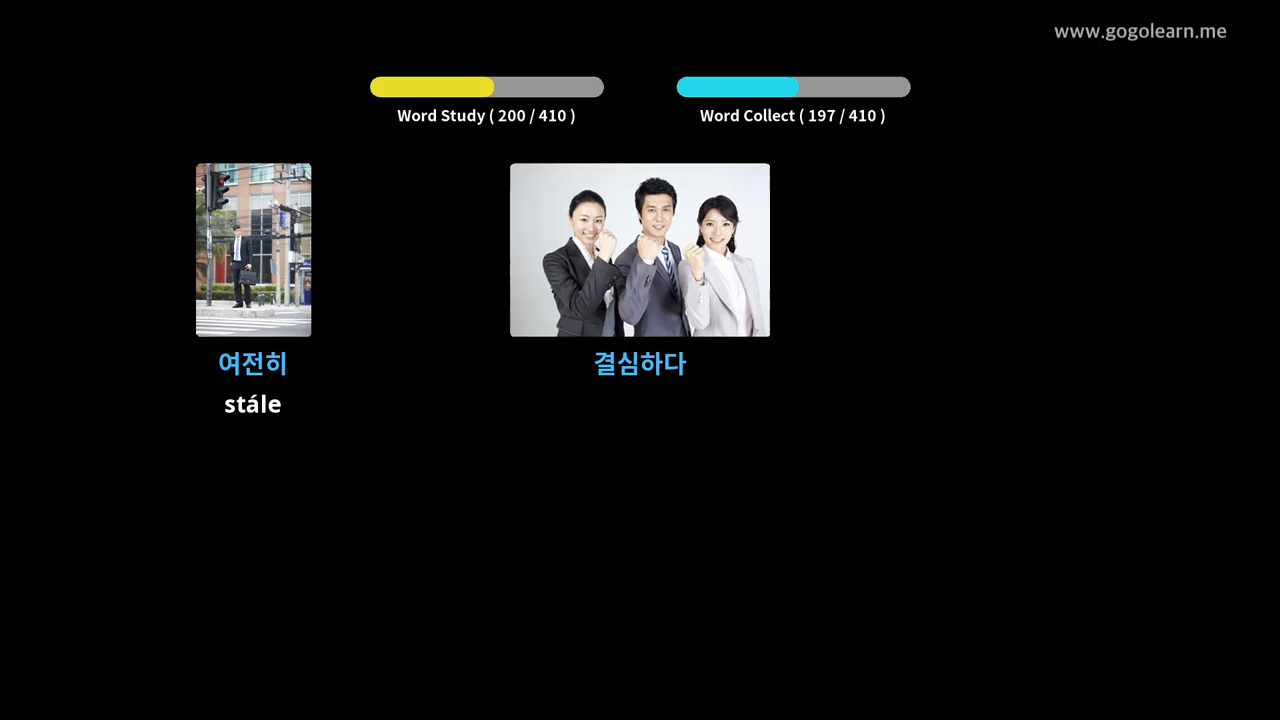 www.gogolearn.me
Word Study ( 200 / 410 )
Word Collect ( 197 / 410 )
여전히
stále
결심하다